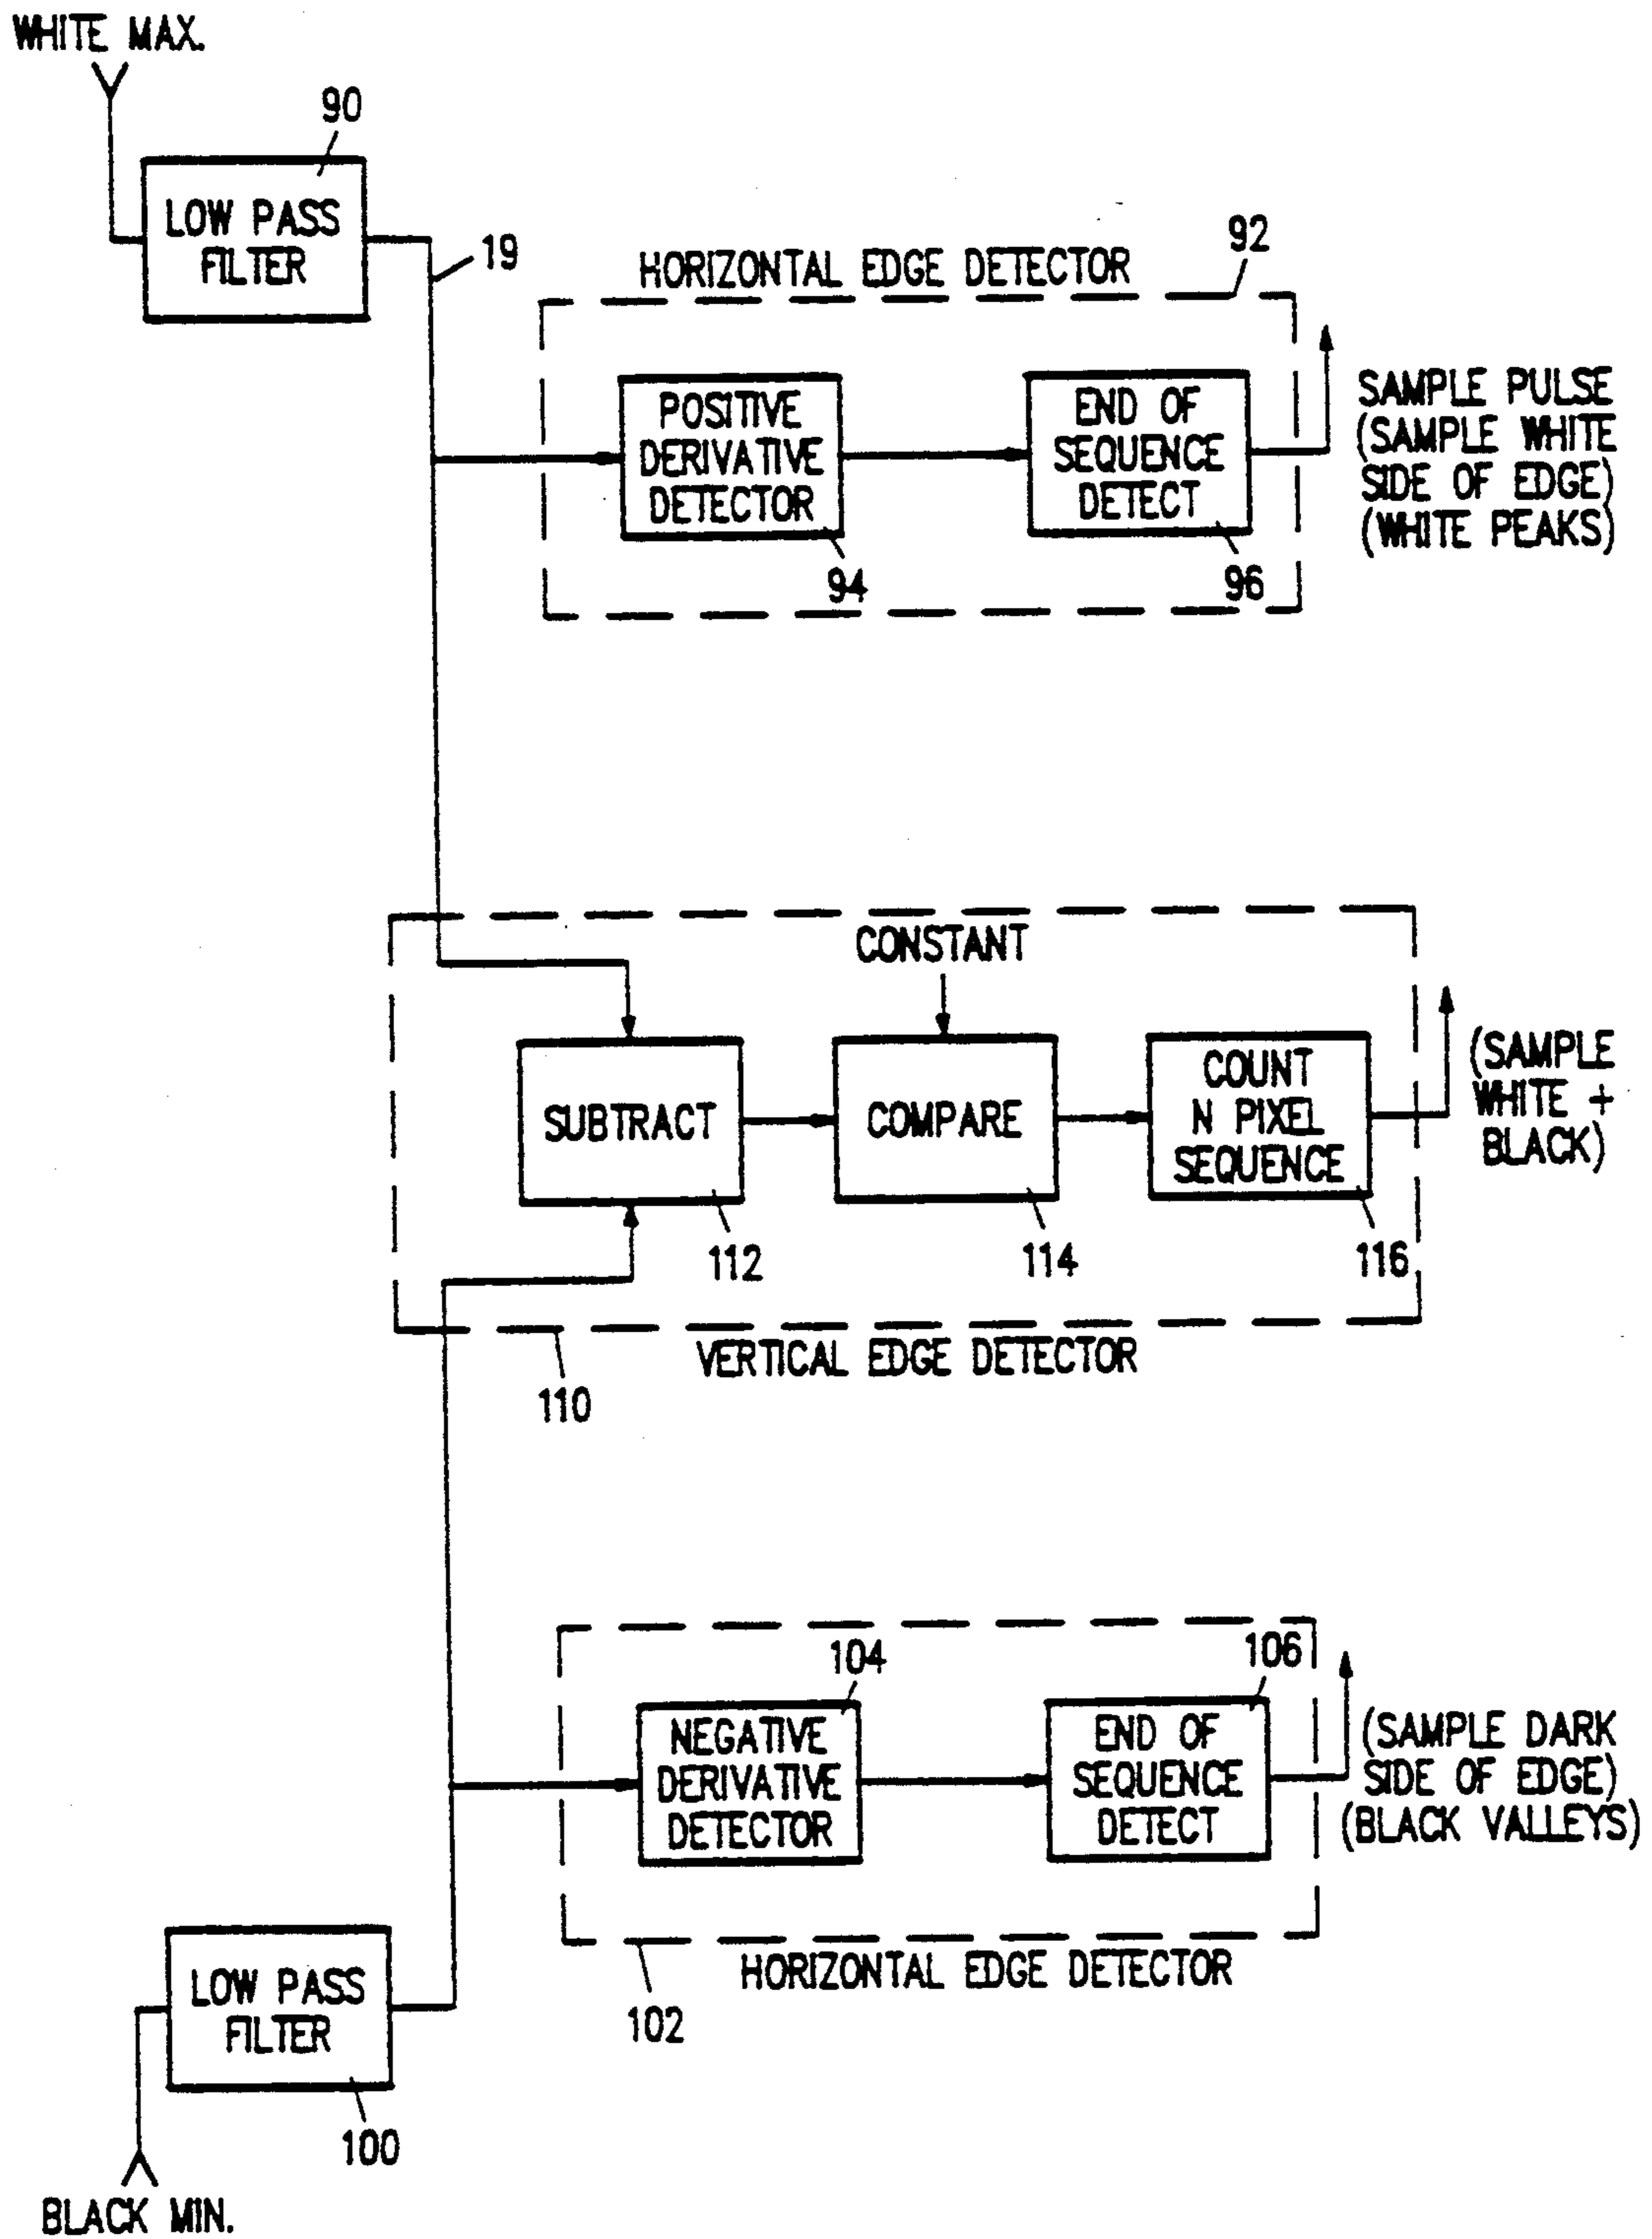 WHITE MAX.
90
LOW PASS
FILTER
19
HORIZONTAL EDGE DETECTOR
92
POSITIVE
DERIVATIVE
DETECTOR
94
END OF
SEQUENCE
DETECT
96
SAMPLE PULSE
(SAMPLE WHITE
SIDE OF EDGE)
(WHITE PEAKS)
CONSTANT
SUBTRACT
112
COMPARE
114
COUNT
N PIXEL
SEQUENCE
116
(SAMPLE
WHITE +
BLACK)
VERTICAL EDGE DETECTOR
110
104
NEGATIVE
DERIVATIVE
DETECTOR
106
END OF
SEQUENCE
DETECT
(SAMPLE DARK
SIDE OF EDGE)
(BLACK VALLEYS)
HORIZONTAL EDGE DETECTOR
102
LOW PASS
FILTER
100
BLACK MIN.